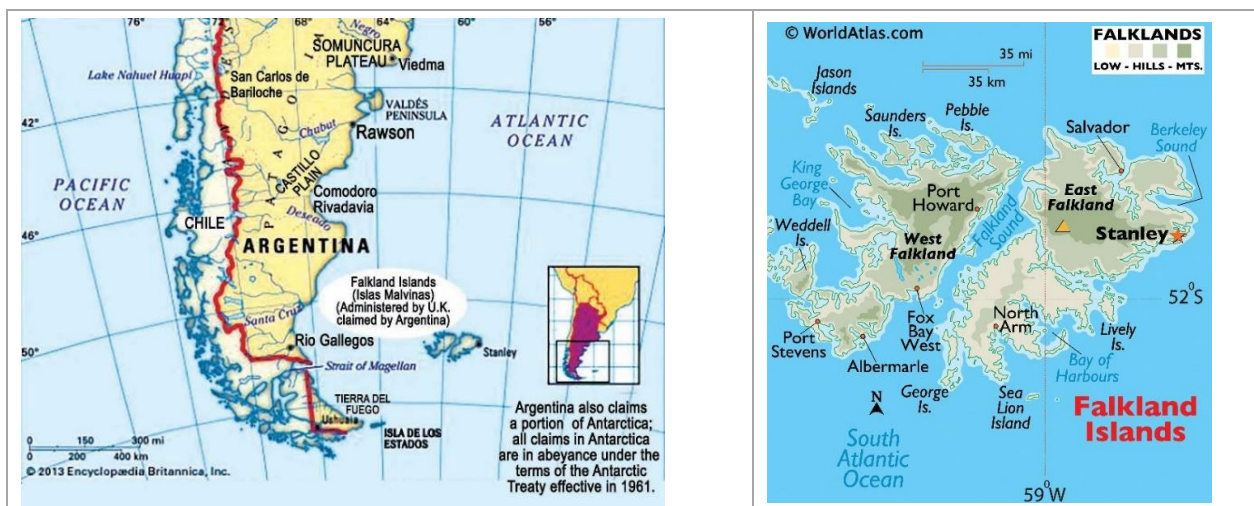 76°
72°
68°
64°
60°
56°
Negro
SOMUNCURA
PLATEAU
Viedma
Lake Nahuel Huapi
San Carlos de
Bariloche
ANDES
PATAGONIA
VALDÉS
PENINSULA
42°
Chubut
Rawson
ATLANTIC
OCEAN
CASTILLO
PLAIN
PACIFIC
OCEAN
Comodoro
Rivadavia
CHILE
Deseado
46°
ARGENTINA
Falkland Islands
(Islas Malvinas)
(Administered by U.K.
claimed by Argentina)
Santa Cruz
Rio Gallegos
Stanley
50°
Strait of Magellan
TIERRA DEL
FUEGO
Ushuaia
ISLA DE LOS
ESTADOS
Argentina also claims
a portion of Antarctica;
all claims in Antarctica
are in abeyance under the
terms of the Antarctic
Treaty effective in 1961.
0 150 300 mi
0 200 400 km
© 2013 Encyclopædia Britannica, Inc.
© WorldAtlas.com
35 mi
35 km
FALKLANDS
LOW - HILLS - MTS.
Jason
Islands
Saunders
Is.
Pebble
Is.
Salvador
Berkeley
Sound
King
George
Bay
Port
Howard
East
Falkland
Weddell
Is.
West
Falkland
Falkland
Sound
Stanley
52°S
Port
Stevens
Fox
Bay
West
North
Arm
Lively
Is.
Albermarle
Bay of
Harbours
George
Is.
Sea
Lion
Island
N
Falkland
Islands
South
Atlantic
Ocean
59°W